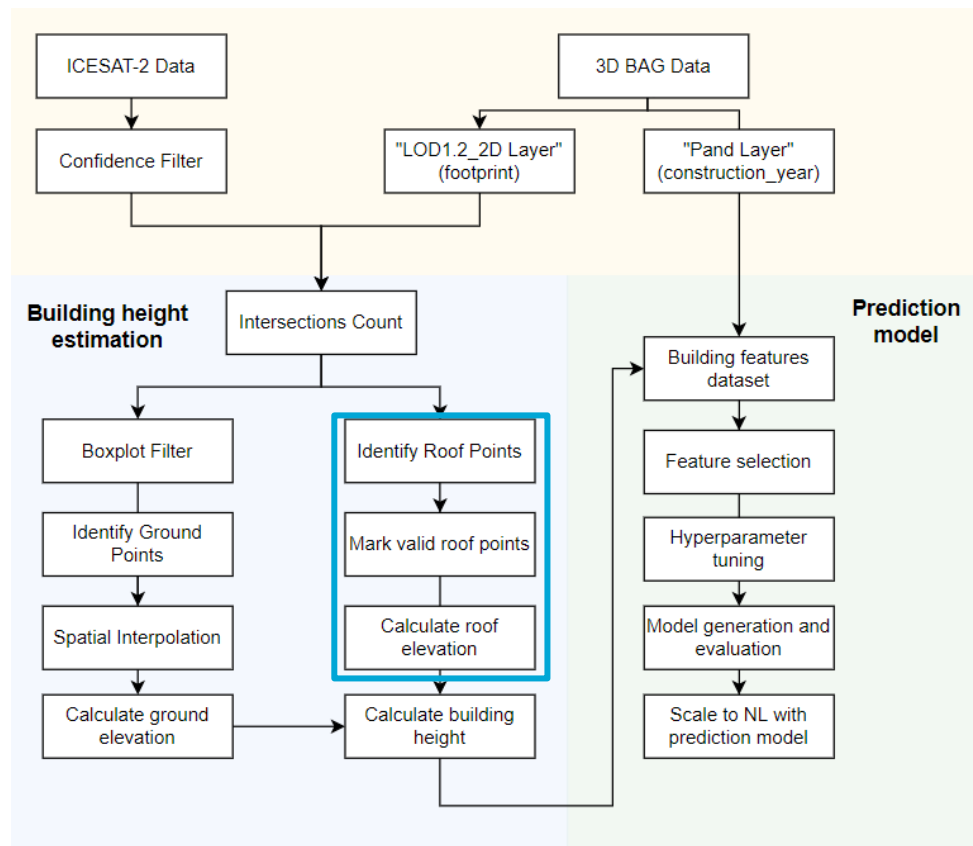 ICESAT-2 Data
3D BAG Data
Confidence Filter
"LOD1.2_2D Layer"
(footprint)
"Pand Layer"
(construction_year)
Building height
estimation
Intersections Count
Prediction
model
Building features
dataset
Boxplot Filter
Identify Roof Points
Feature selection
Identify Ground
Points
Mark valid roof points
Hyperparameter
tuning
Spatial Interpolation
Calculate roof
elevation
Model generation and
evaluation
Calculate ground
elevation
Calculate building
height
Scale to NL with
prediction model